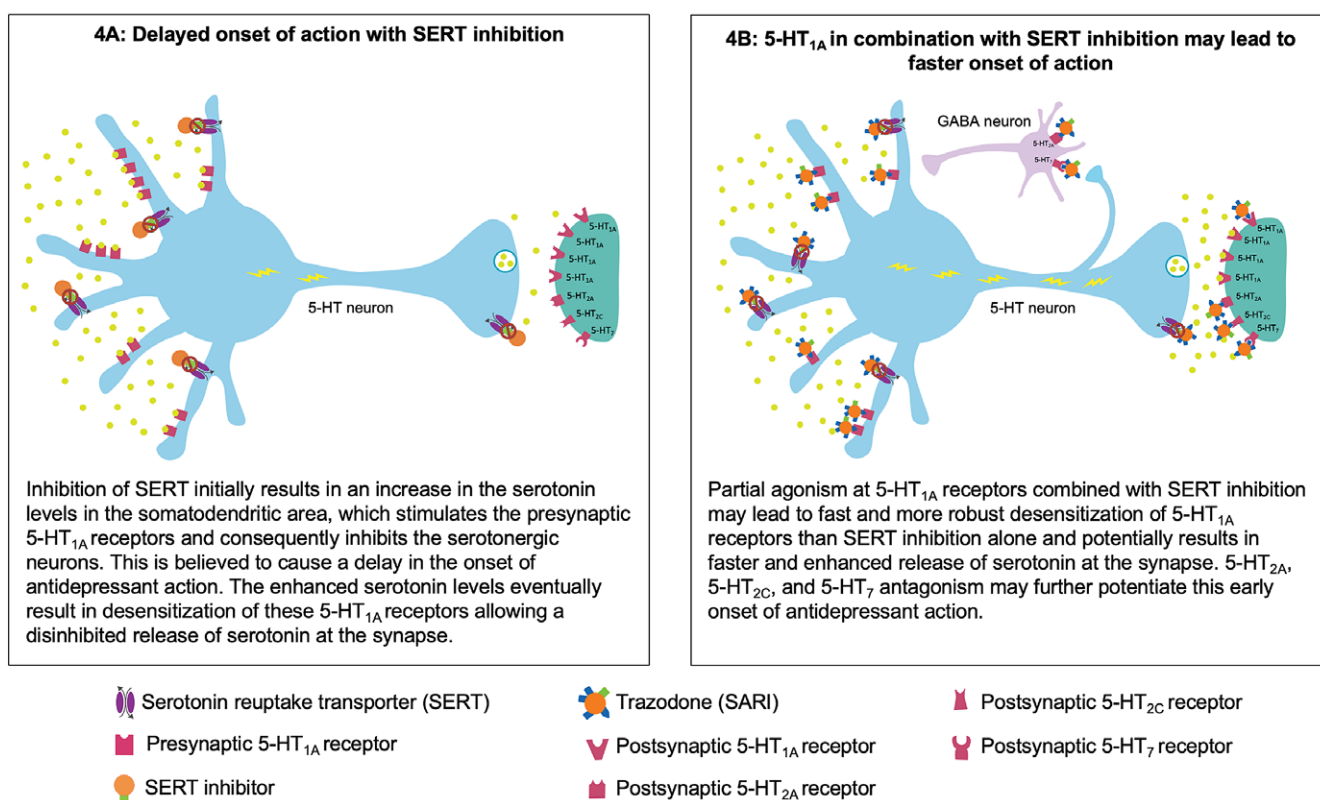 4A: Delayed onset of action with SERT inhibition
5-HT neuron
5-HT1A
5-HT1A
5-HT1A
5-HT1A
5-HT2A
5-HT2C
5-HT7
Inhibition of SERT initially results in an increase in the serotonin
levels in the somatodendritic area, which stimulates the presynaptic
5-HT1A receptors and consequently inhibits the serotonergic
neurons. This is believed to cause a delay in the onset of
antidepressant action. The enhanced serotonin levels eventually
result in desensitization of these 5-HT1A receptors allowing a
disinhibited release of serotonin at the synapse.
4B: 5-HT1A in combination with SERT inhibition may lead to
faster onset of action
GABA neuron
5-HT2A
5-HT7
5-HT neuron
5-HT1A
5-HT1A
5-HT1A
5-HT1A
5-HT2A
5-HT2C
5-HT7
Partial agonism at 5-HT1A receptors combined with SERT inhibition
may lead to fast and more robust desensitization of 5-HT1A
receptors than SERT inhibition alone and potentially results in
faster and enhanced release of serotonin at the synapse. 5-HT2A,
5-HT2C, and 5-HT7 antagonism may further potentiate this early
onset of antidepressant action.
Serotonin reuptake transporter (SERT)
Presynaptic 5-HT1A receptor
SERT inhibitor
Trazodone (SARI)
Postsynaptic 5-HT1A receptor
Postsynaptic 5-HT2A receptor
Postsynaptic 5-HT2C receptor
Postsynaptic 5-HT7 receptor